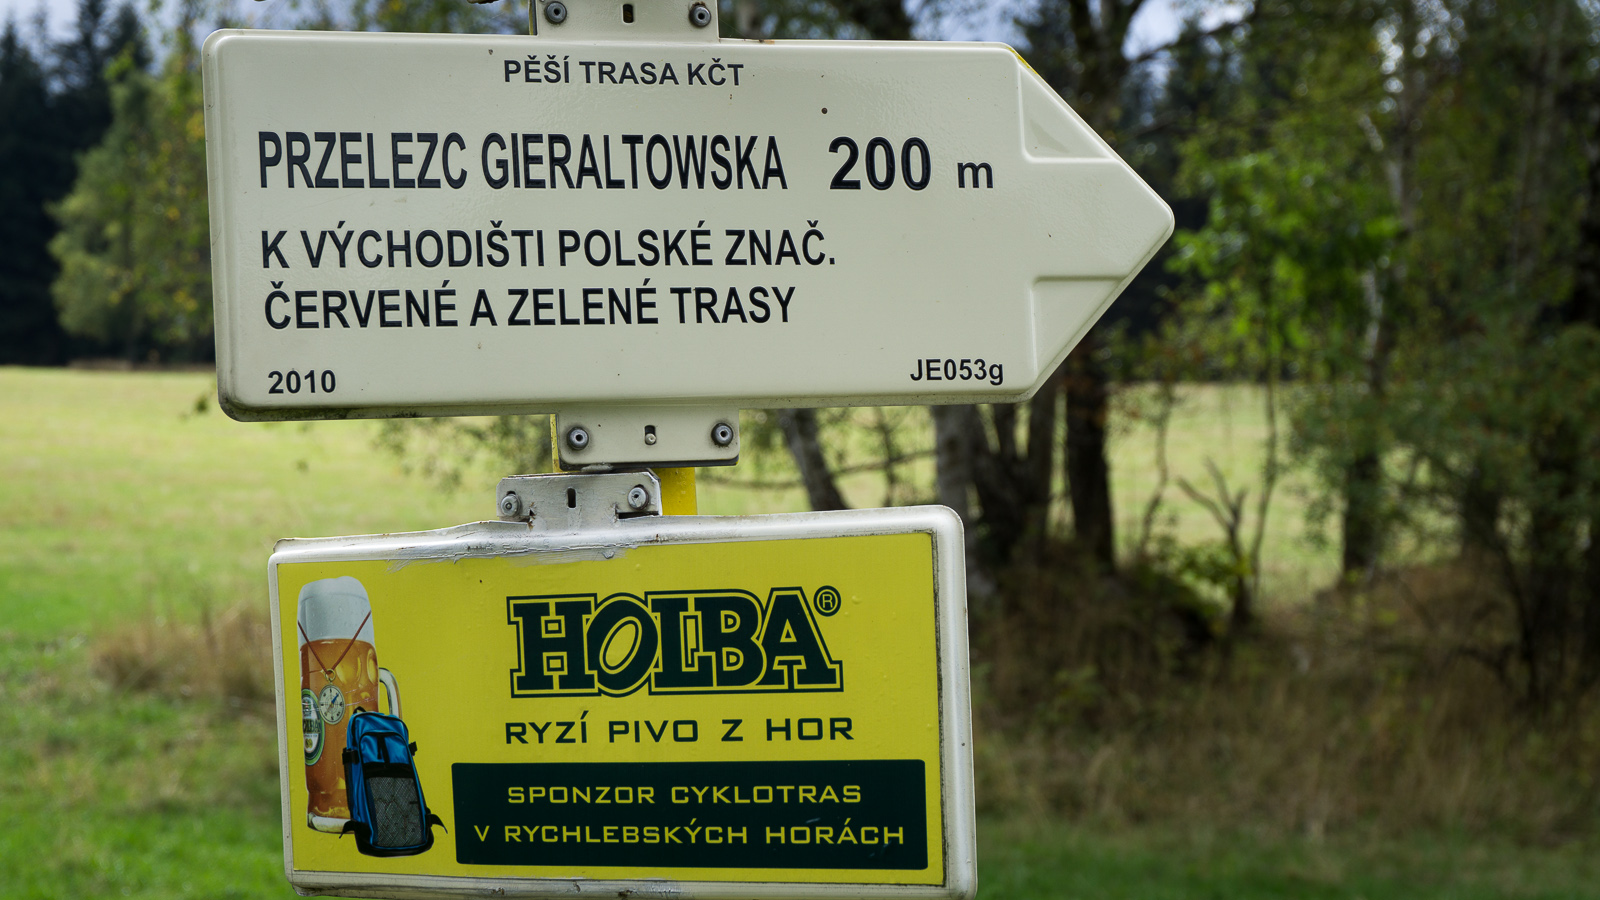 PĚŠÍ TRASA KČT
PRZELEZC GIERALTOWSKA 200 m
K VÝCHODIŠTI POLSKÉ ZNAČ.
ČERVENÉ A ZELENÉ TRASY
2010 JE053g
HOLBA®
RYZÍ PIVO Z HOR
SPONZOR CYKLOTRAS
V RYCHLEBSKÝCH HORÁCH